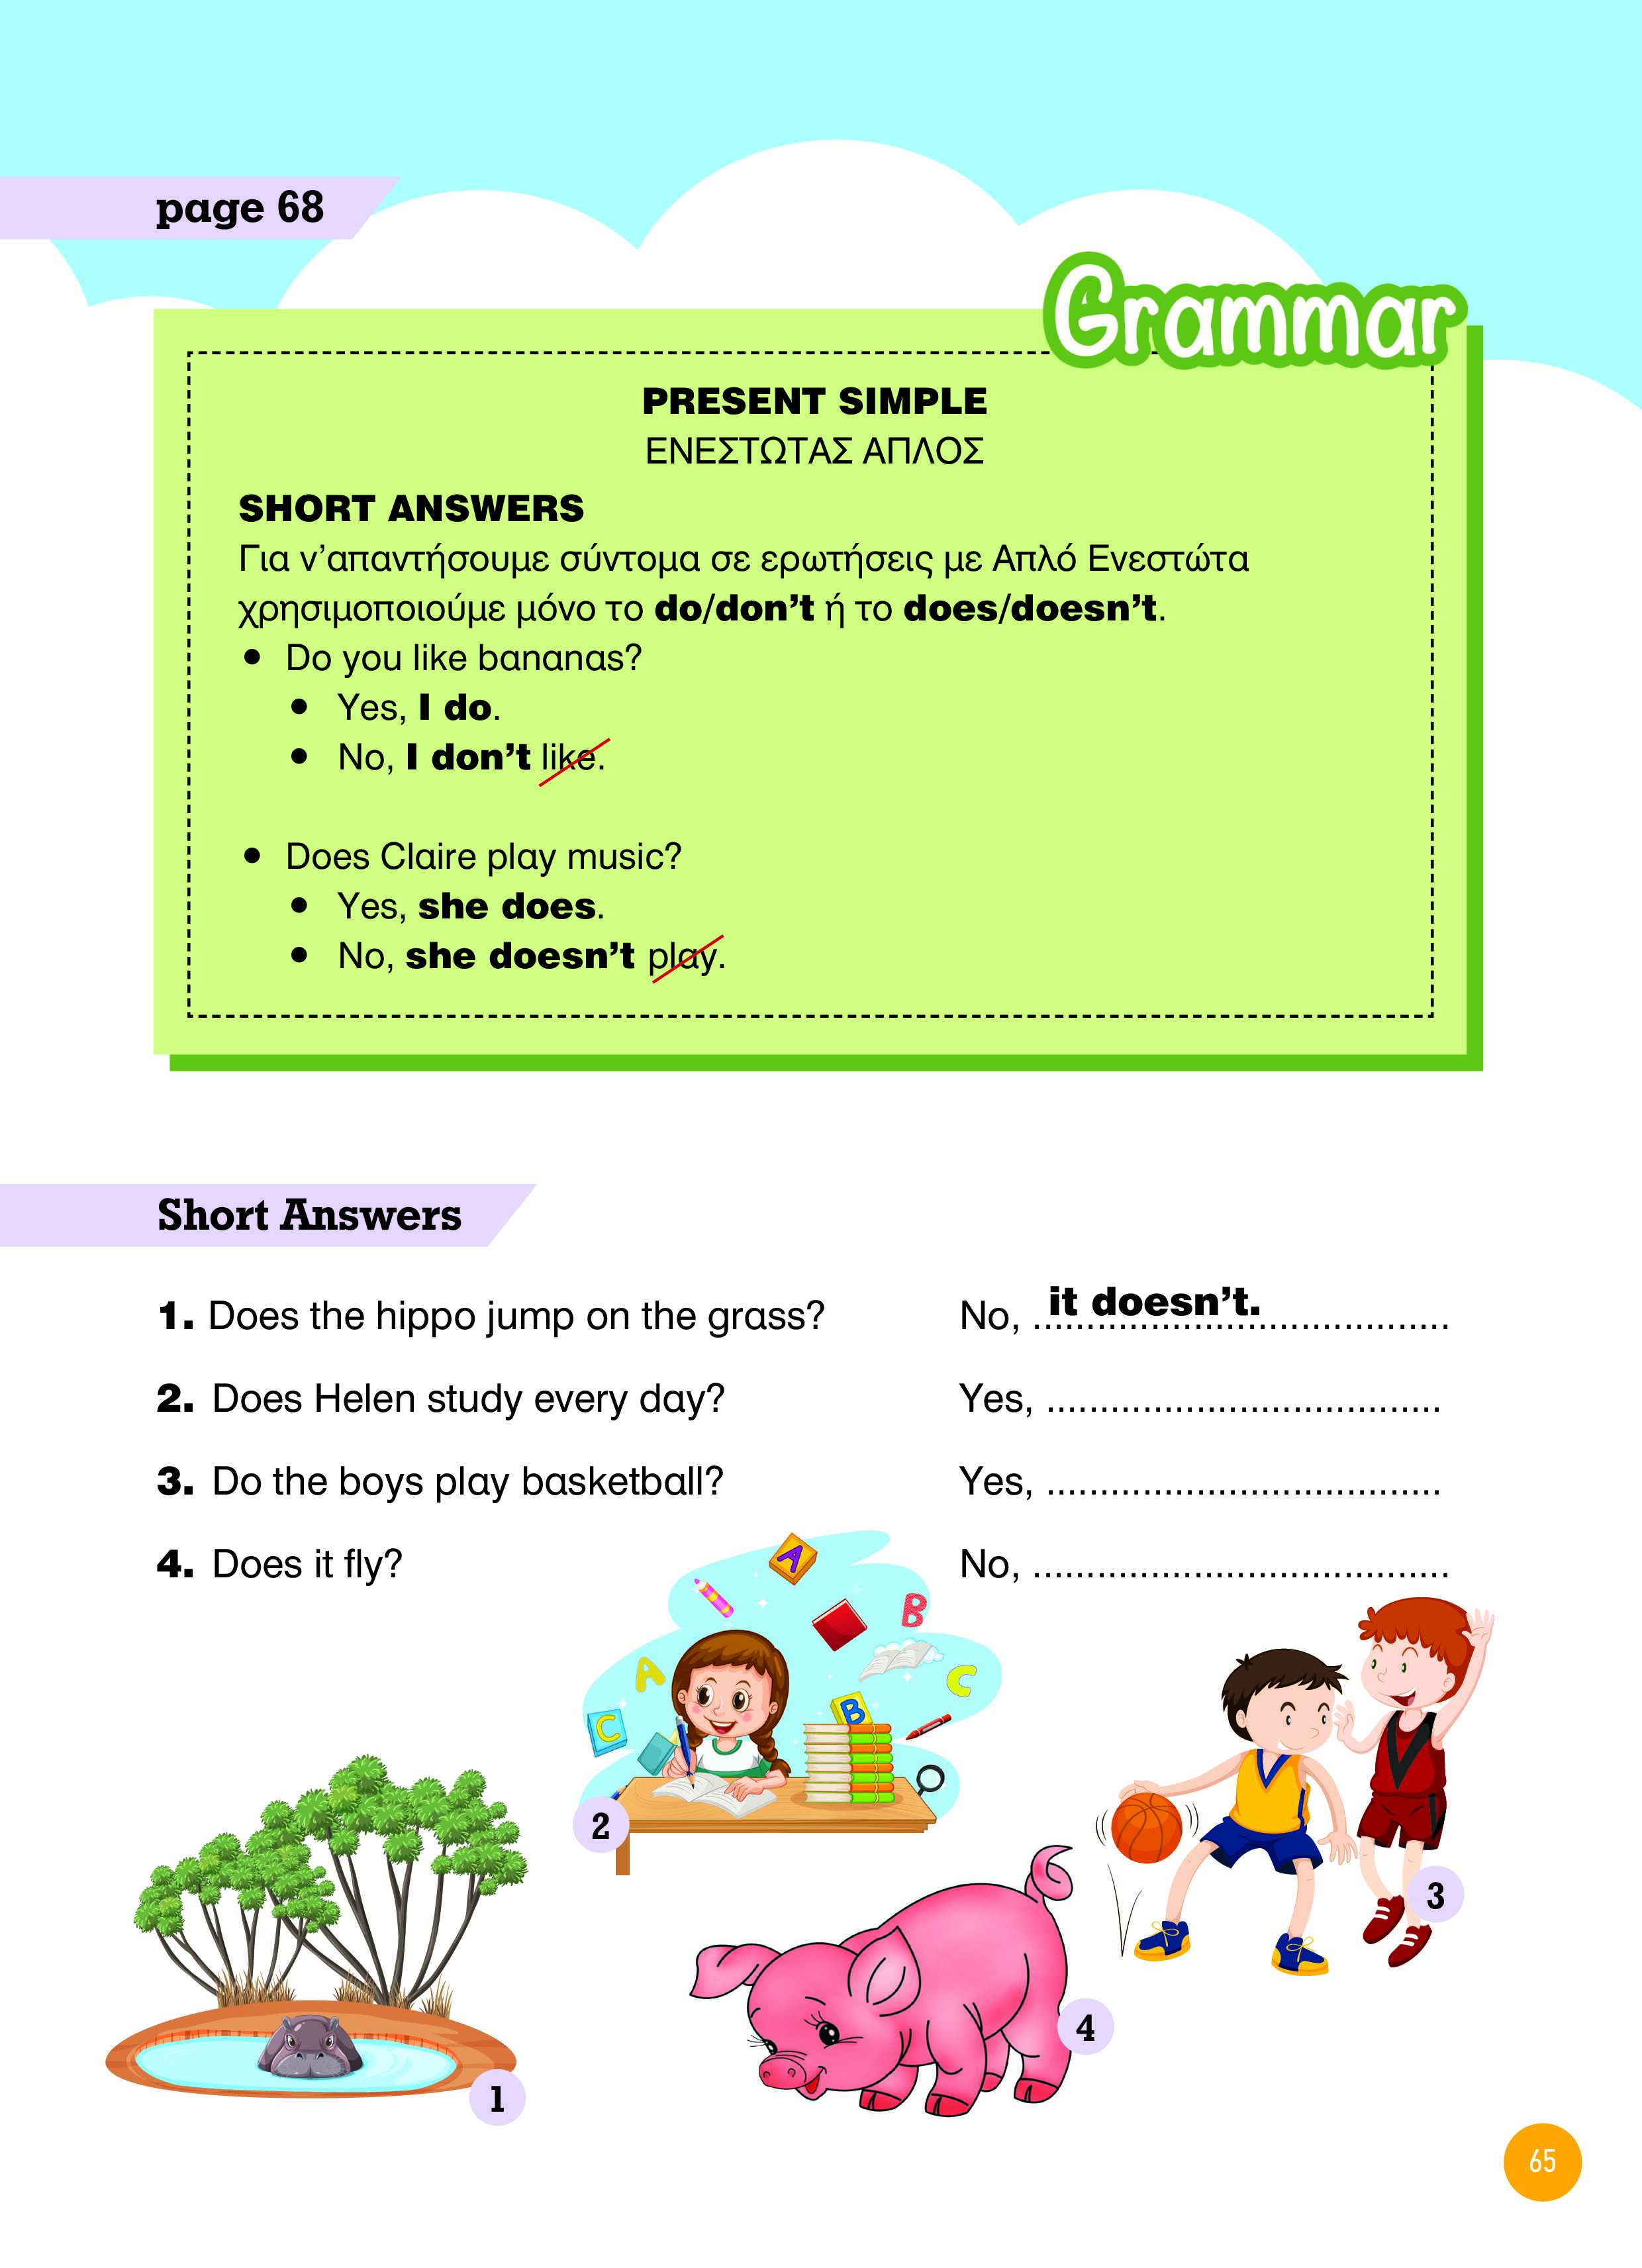 page 68
Grammar
PRESENT SIMPLE
ΕΝΕΣΤΩΤΑΣ ΑΠΛΟΣ
SHORT ANSWERS
Για ν’απαντήσουμε σύντομα σε ερωτήσεις με Απλό Ενεστώτα
χρησιμοποιούμε μόνο το do/don’t ή το does/doesn’t.
• Do you like bananas?
• Yes, I do.
• No, I don’t like.
• Does Claire play music?
• Yes, she does.
• No, she doesn’t play.
Short Answers
1. Does the hippo jump on the grass? No, it doesn’t. .......................................
2. Does Helen study every day? Yes, .....................................
3. Do the boys play basketball? Yes, .....................................
4. Does it fly? No, .......................................
A
B
A
C
B
C
2
3
4
1
65